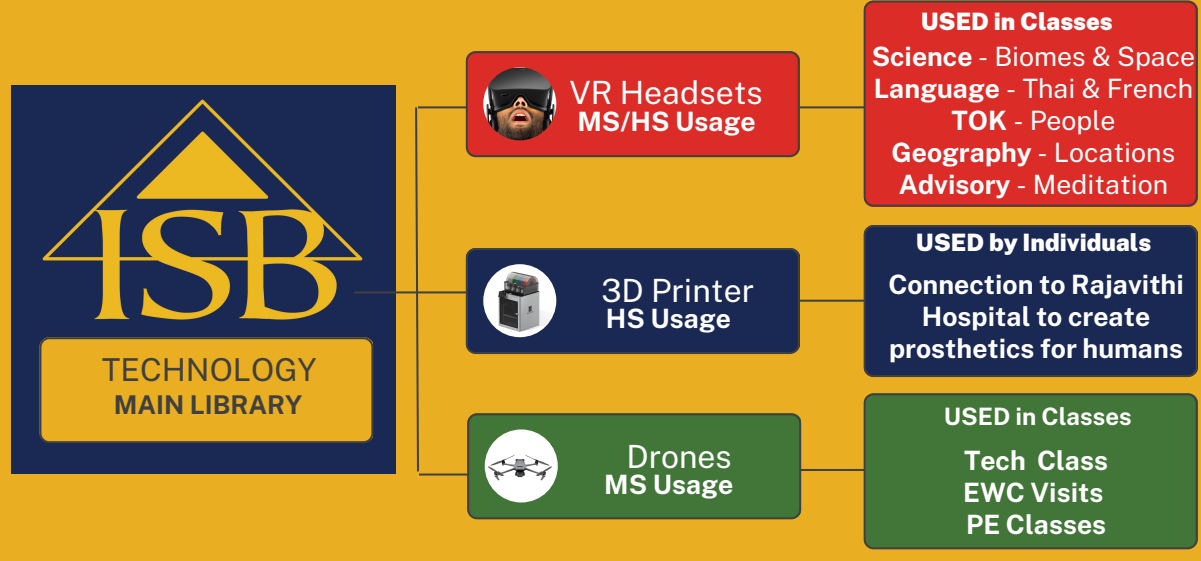 ISB
TECHNOLOGY
MAIN LIBRARY
VR Headsets
MS/HS Usage
USED in Classes
Science - Biomes & Space
Language - Thai & French
TOK - People
Geography - Locations
Advisory - Meditation
3D Printer
HS Usage
USED by Individuals
Connection to Rajavithi
Hospital to create
prosthetics for humans
Drones
MS Usage
USED in Classes
Tech Class
EWC Visits
PE Classes